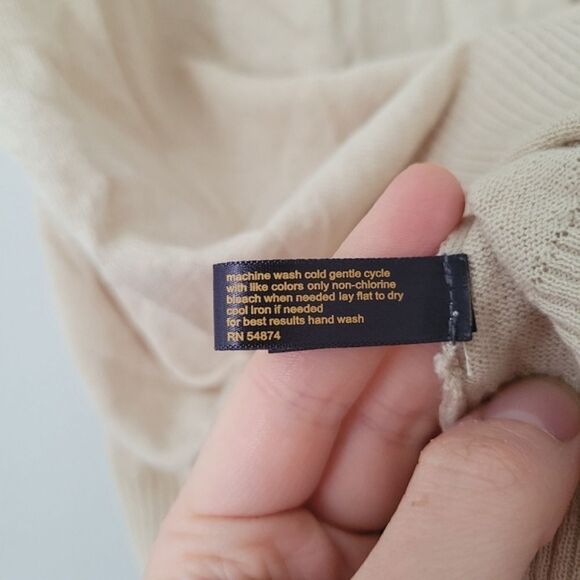 machine wash cold gentle cycle
with like colors only non-chlorine
bleach when needed lay flat to dry
cool iron if needed
for best results hand wash
RN 54874